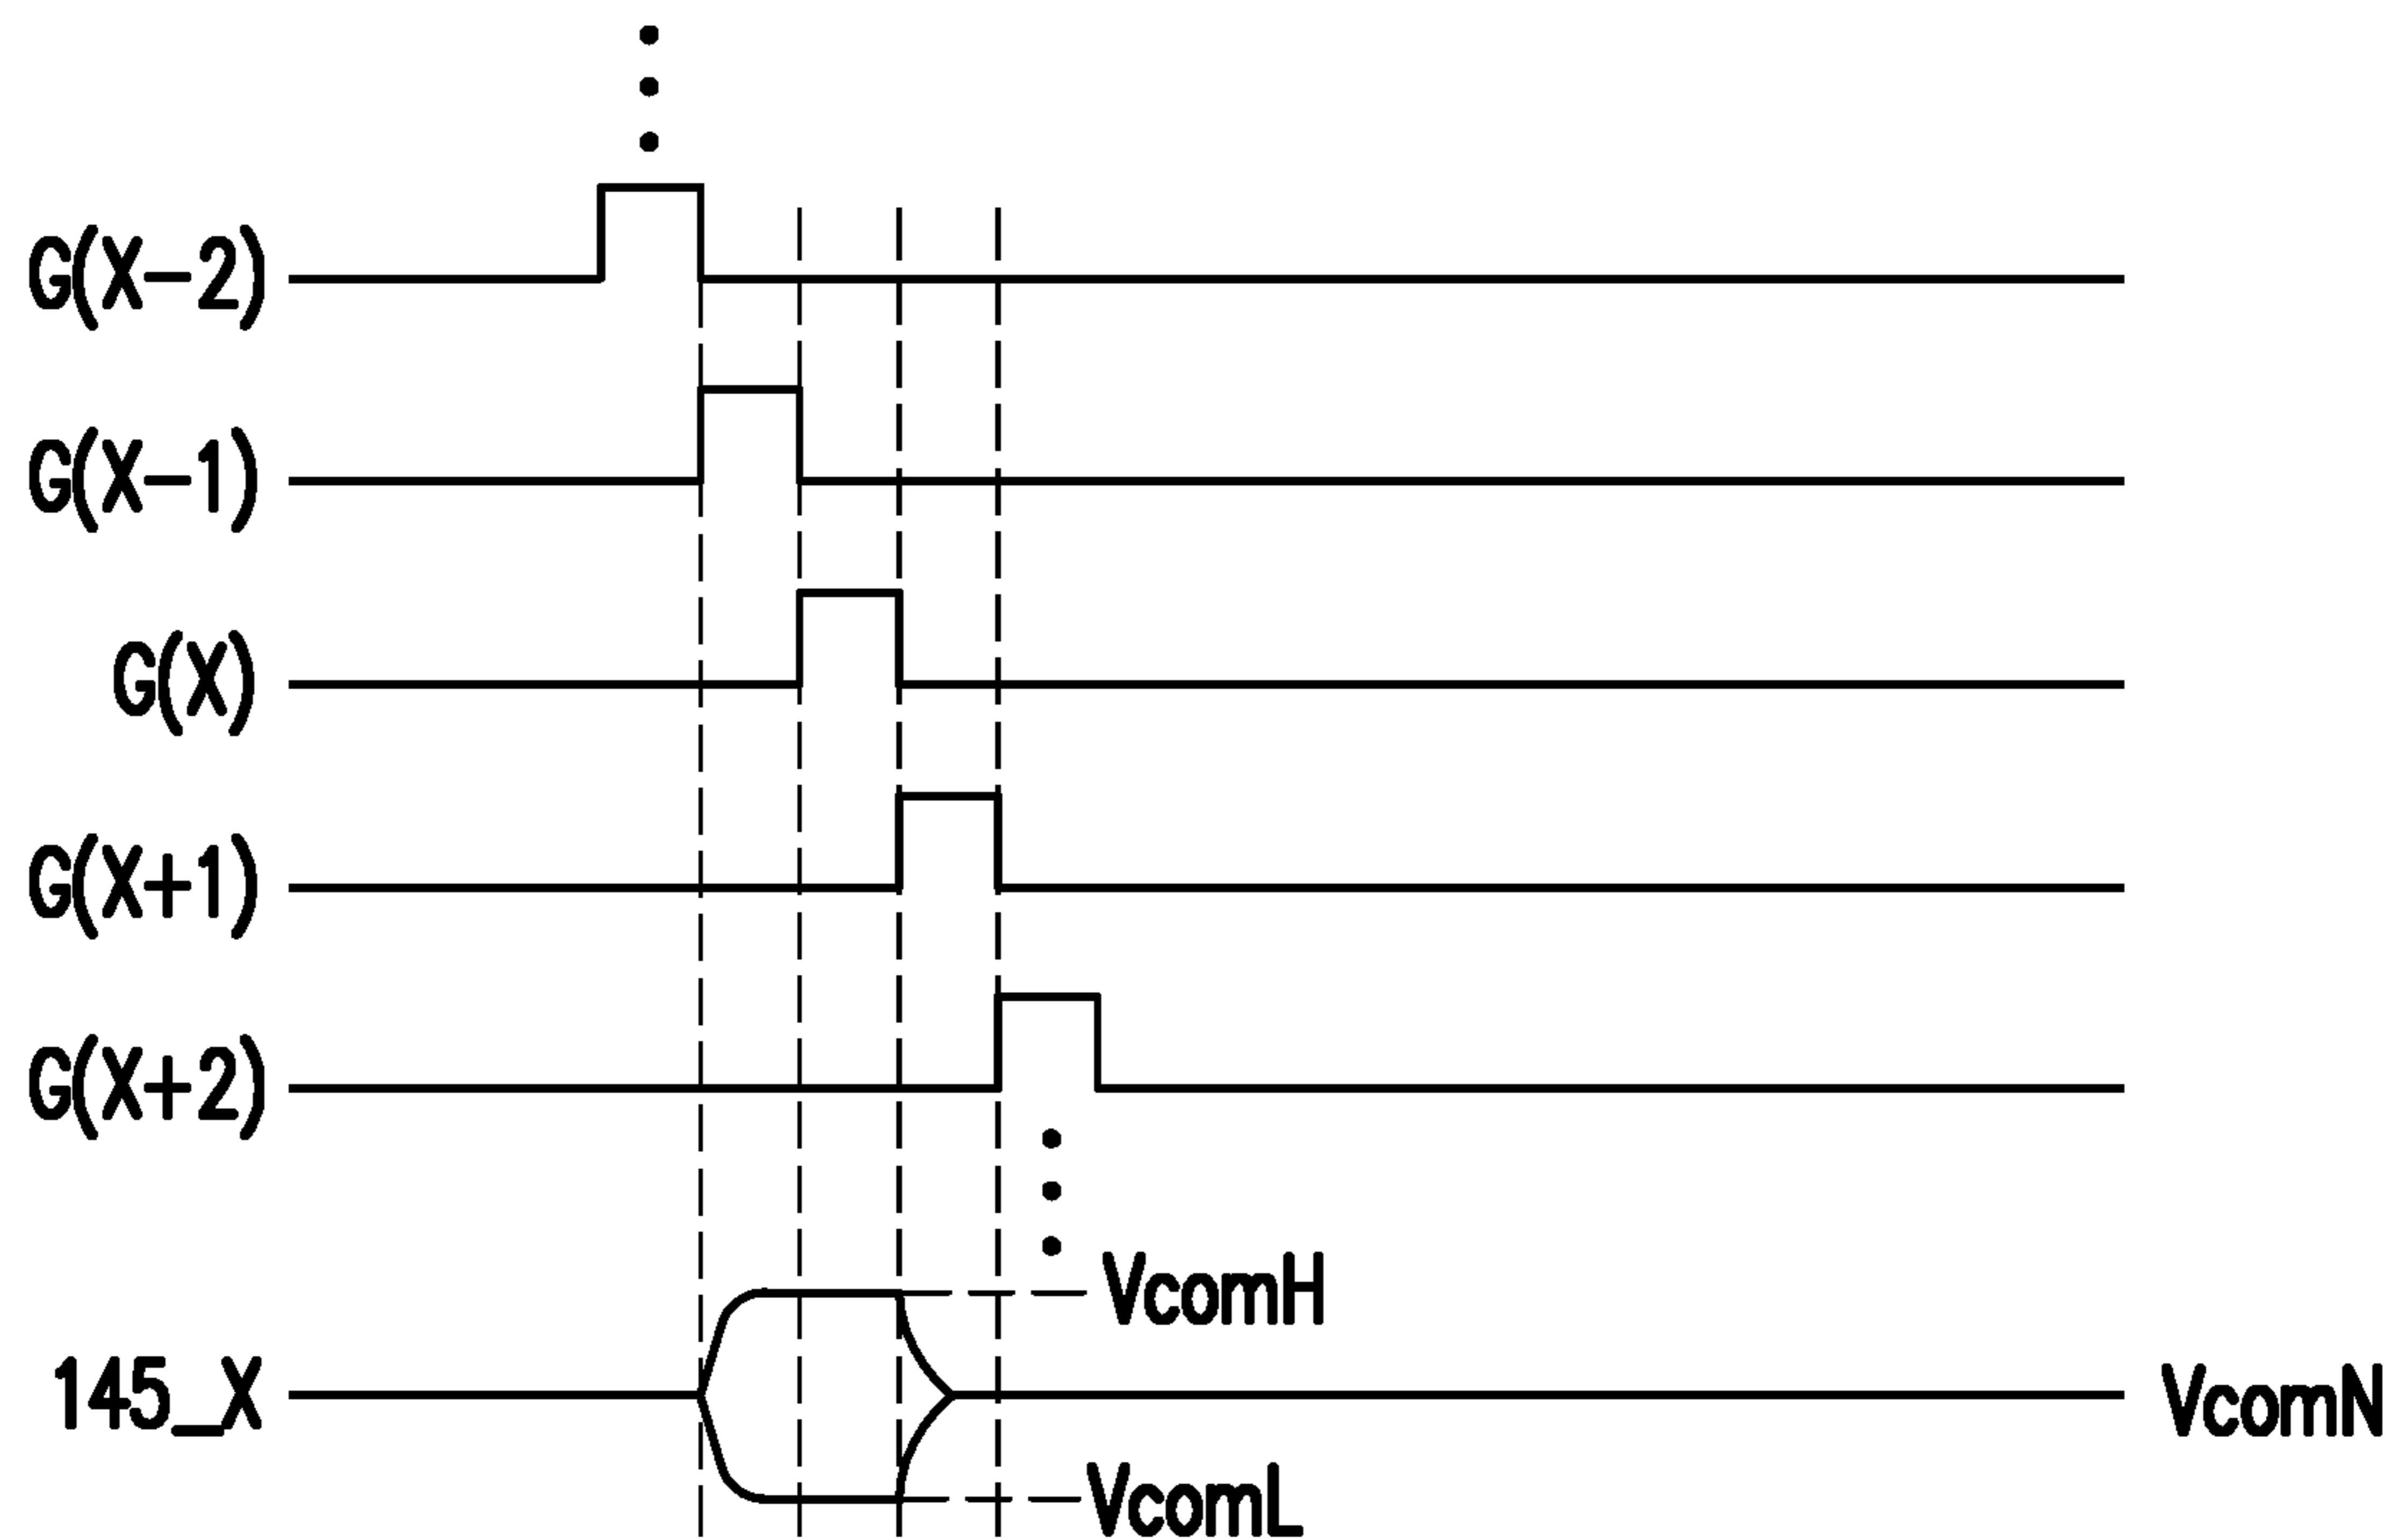 G(X-2)
G(X-1)
G(X)
G(X+1)
G(X+2)
VcomH
145_X
VcomN
VcomL